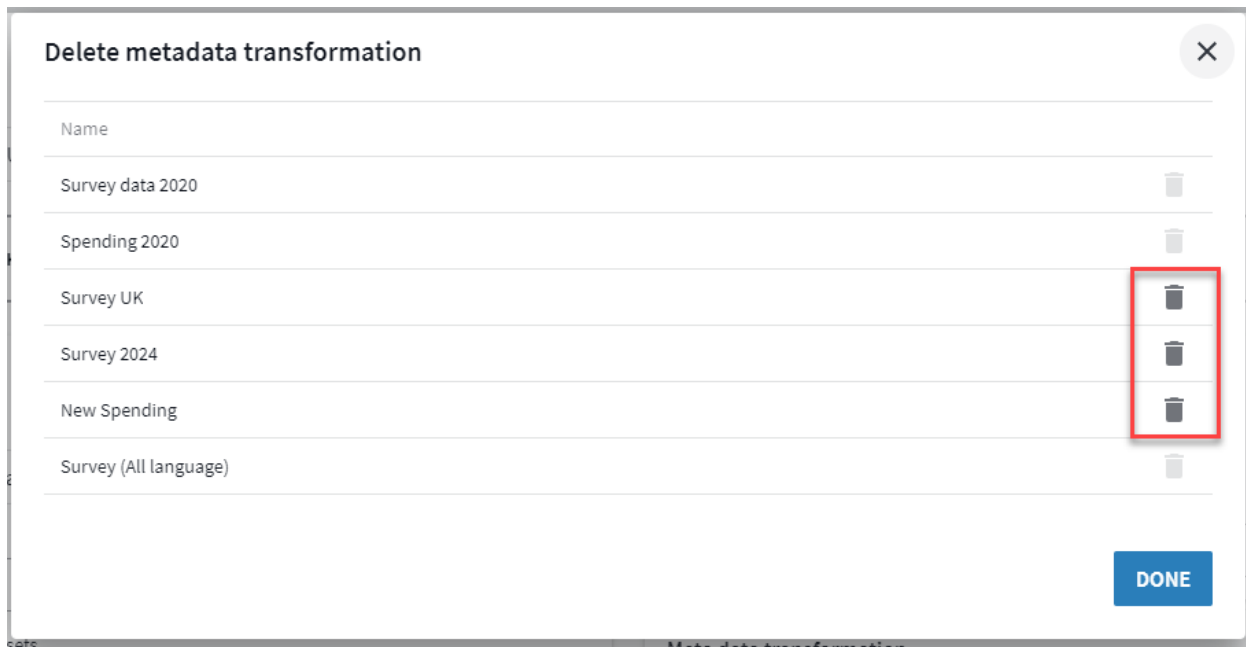 Delete metadata transformation
Name
Survey data 2020
Spending 2020
Survey UK
Survey 2024
New Spending
Survey (All language)
DONE